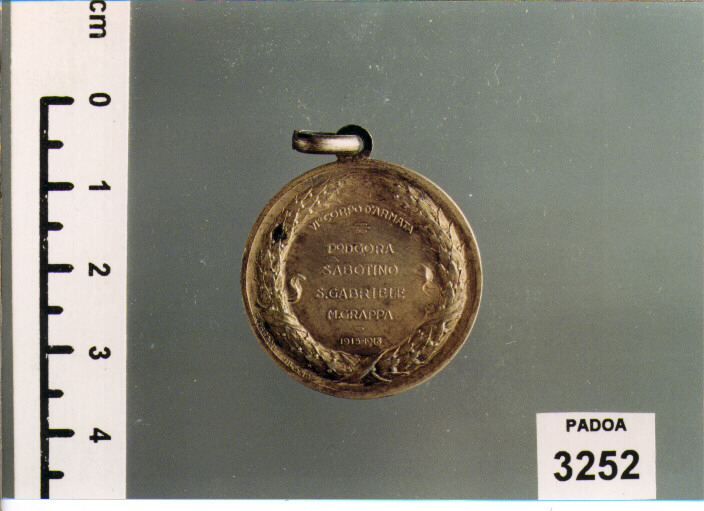 cm
0
1
2
3
4
VI° CORPO D'ARMATA
PODGORA
SABOTINO
S. GABRIELE
M. GRAPPA
1915-1918
PADOA
3252